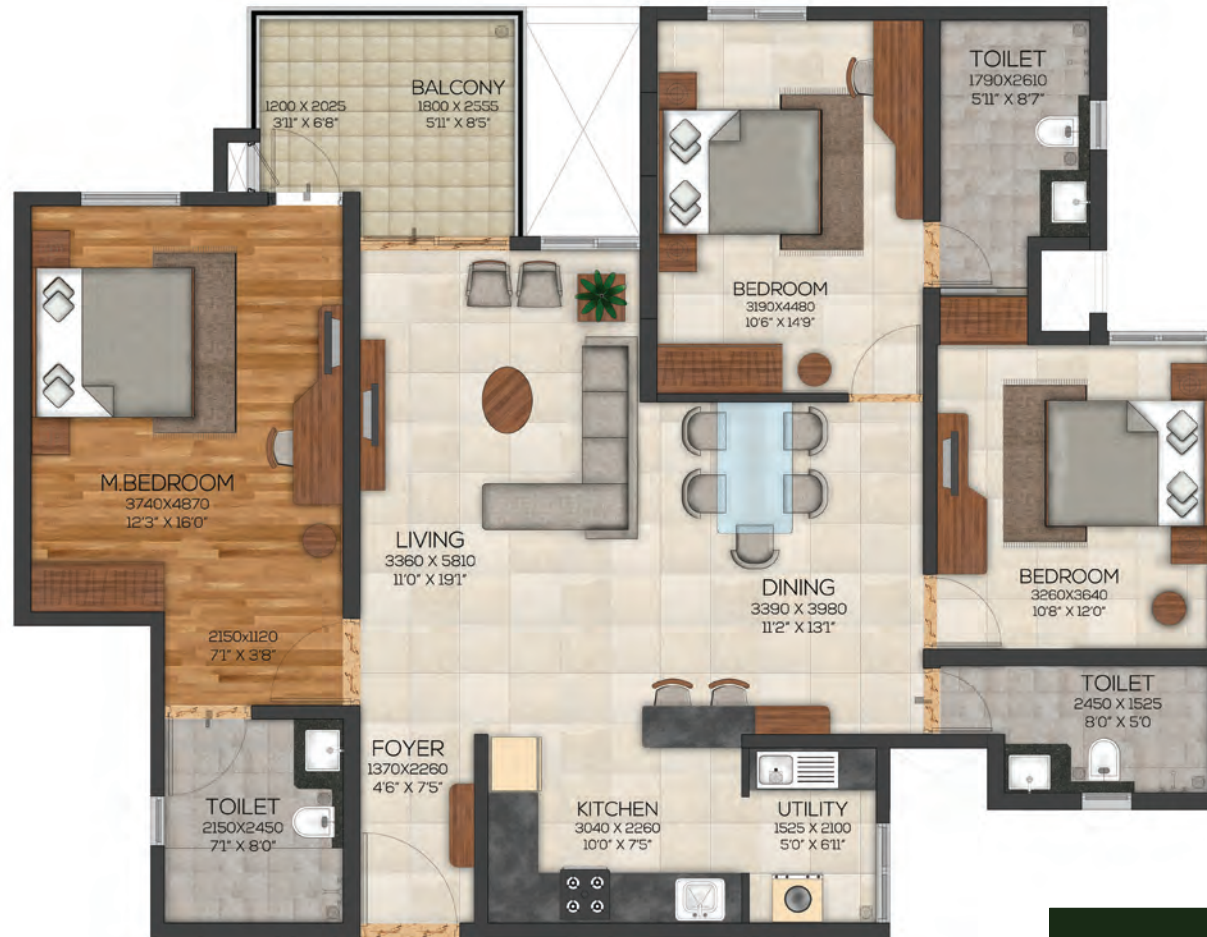 BALCONY
1200 X 2025
3'11" X 6'8"
1800 X 2555
5'11" X 8'5"
TOILET
1790X2610
5'11" X 8'7"
BEDROOM
3190X4480
10'6" X 14'9"
M.BEDROOM
3740X4870
12'3" X 16'0"
LIVING
3360 X 5810
11'0" X 19'1"
DINING
3390 X 3980
11'2" X 13'1"
BEDROOM
3260X3640
10'8" X 12'0"
2150x1120
7'1" X 3'8"
TOILET
2450 X 1525
8'0" X 5'0
FOYER
1370X2260
4'6" X 7'5"
TOILET
2150X2450
7'1" X 8'0"
KITCHEN
3040 X 2260
10'0" X 7'5"
UTILITY
1525 X 2100
5'0" X 6'11"